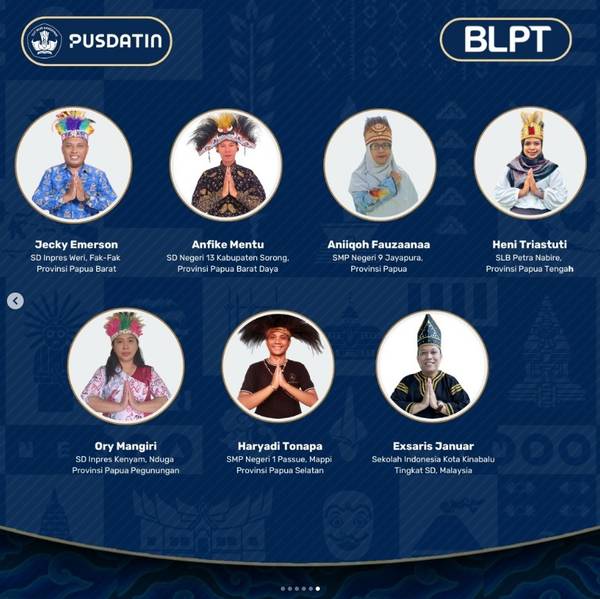 PUSDATIN
BLPT
Jecky Emerson
SD Inpres Weri, Fak-Fak
Provinsi Papua Barat
Anfike Mentu
SD Negeri 13 Kabupaten Sorong,
Provinsi Papua Barat Daya
Aniiqoh Fauzaanaa
SMP Negeri 9 Jayapura,
Provinsi Papua
Heni Triastuti
SLB Petra Nabire,
Provinsi Papua Tengah
Ory Mangiri
SD Inpres Kenyam, Nduga
Provinsi Papua Pegunungan
Haryadi Tonapa
SMP Negeri 1 Passue, Mappi
Provinsi Papua Selatan
Exsaris Januar
Sekolah Indonesia Kota Kinabalu
Tingkat SD, Malaysia